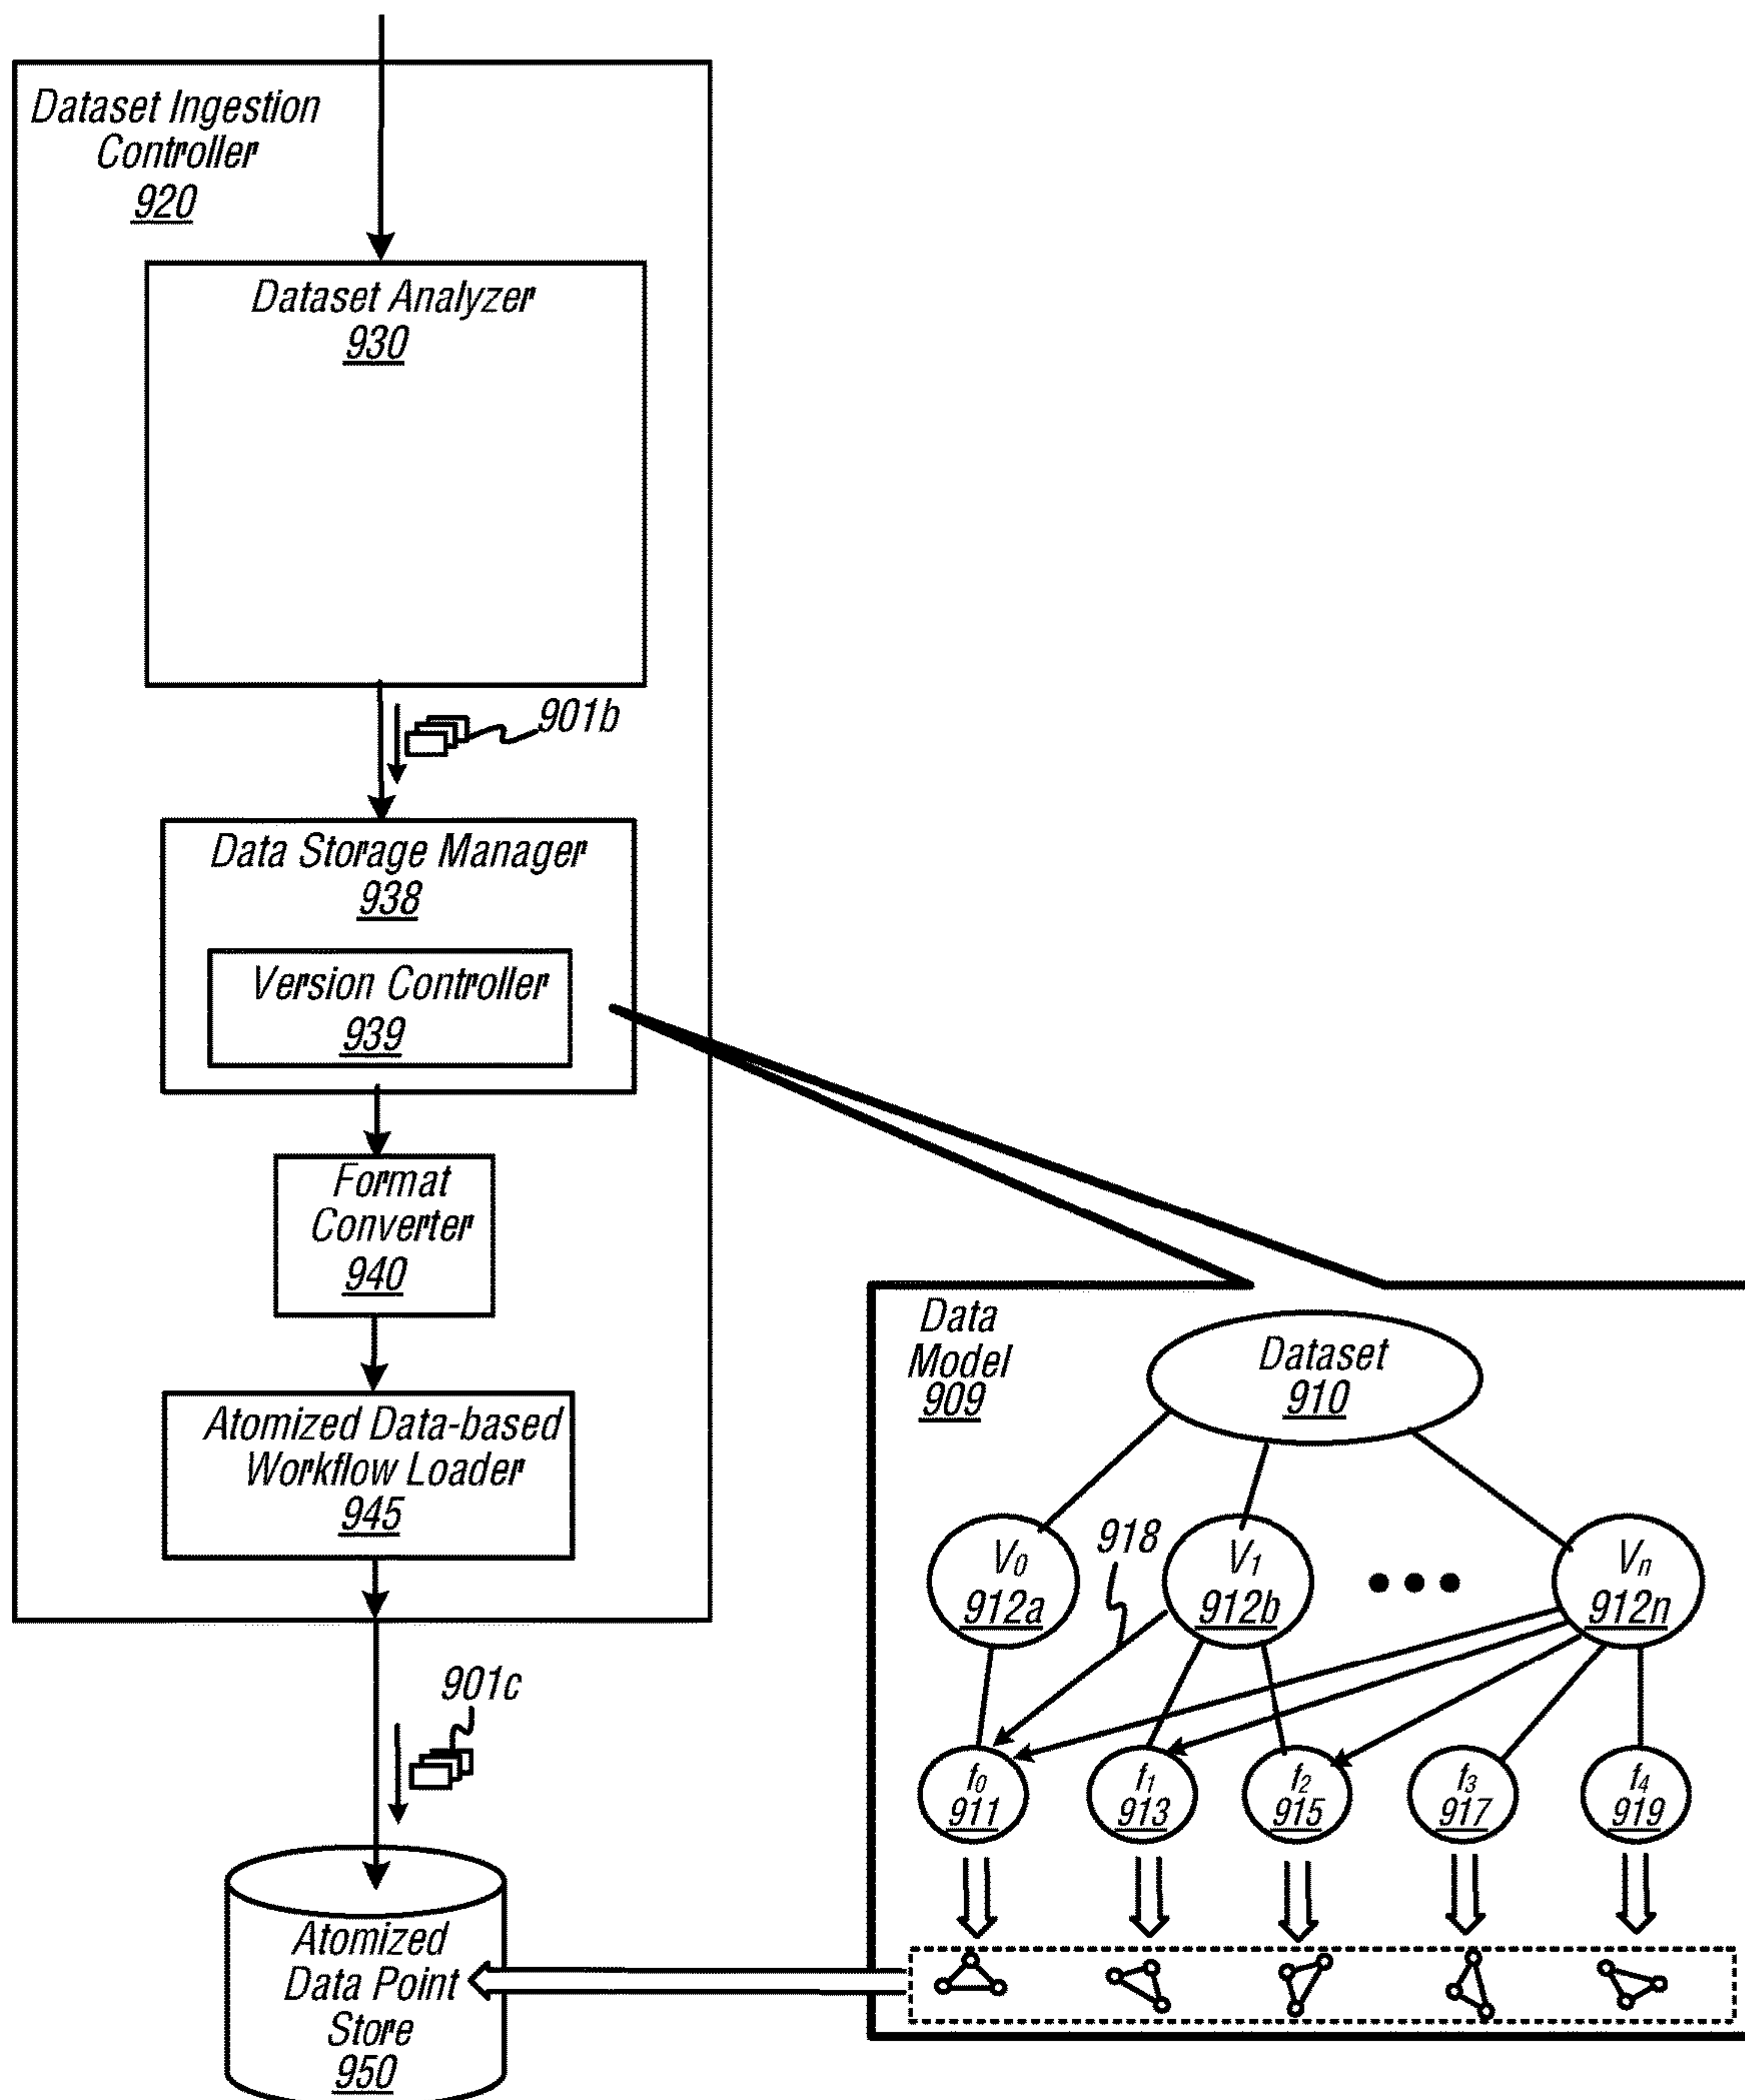 Dataset Ingestion
Controller
920
Dataset Analyzer
930
901b
Data Storage Manager
938
Version Controller
939
Format
Converter
940
Atomized Data-based
Workflow Loader
945
901c
Atomized
Data Point
Store
950
Data
Model
909
Dataset
910
918
V0
912a
V1
912b
Vn
912n
f0
911
f1
913
f2
915
f3
917
f4
919